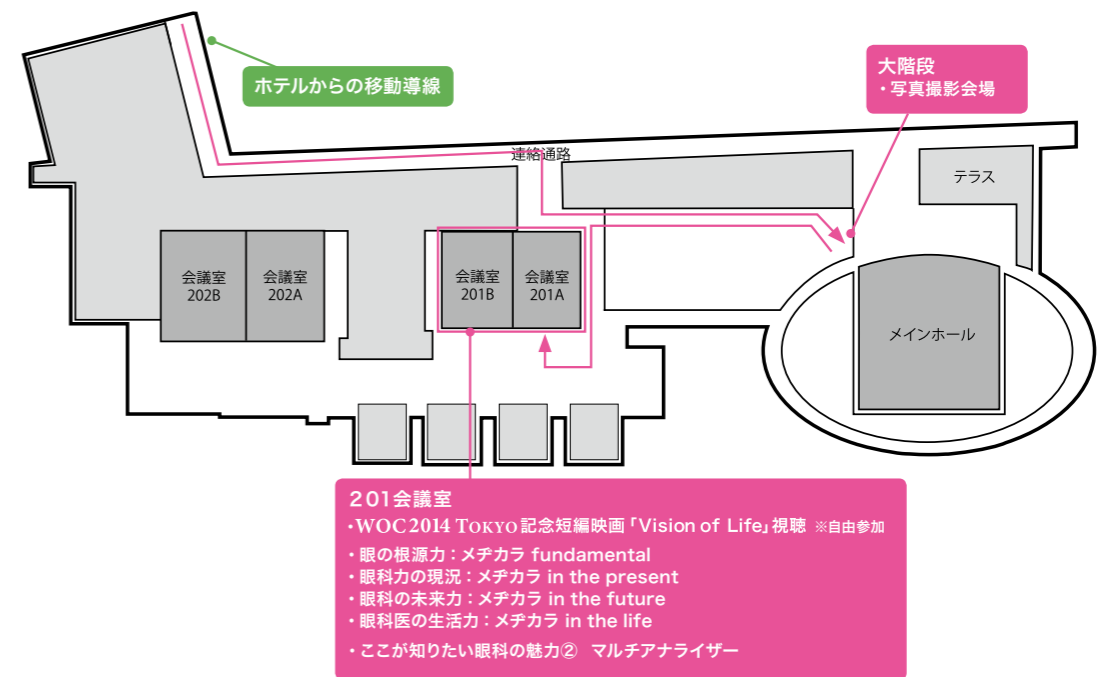 ホテルからの移動導線
大階段
・写真撮影会場
連絡通路
テラス
会議室
202B
会議室
202A
会議室
201B
会議室
201A
メインホール
201会議室
・WOC2014 TOKYO記念短編映画「Vision of Life」視聴 ※自由参加
・眼の根源力：メヂカラ fundamental
・眼科力の現況：メヂカラ in the present
・眼科の未来力：メヂカラ in the future
・眼科医の生活力：メヂカラ in the life
・ここが知りたい眼科の魅力② マルチアナライザー